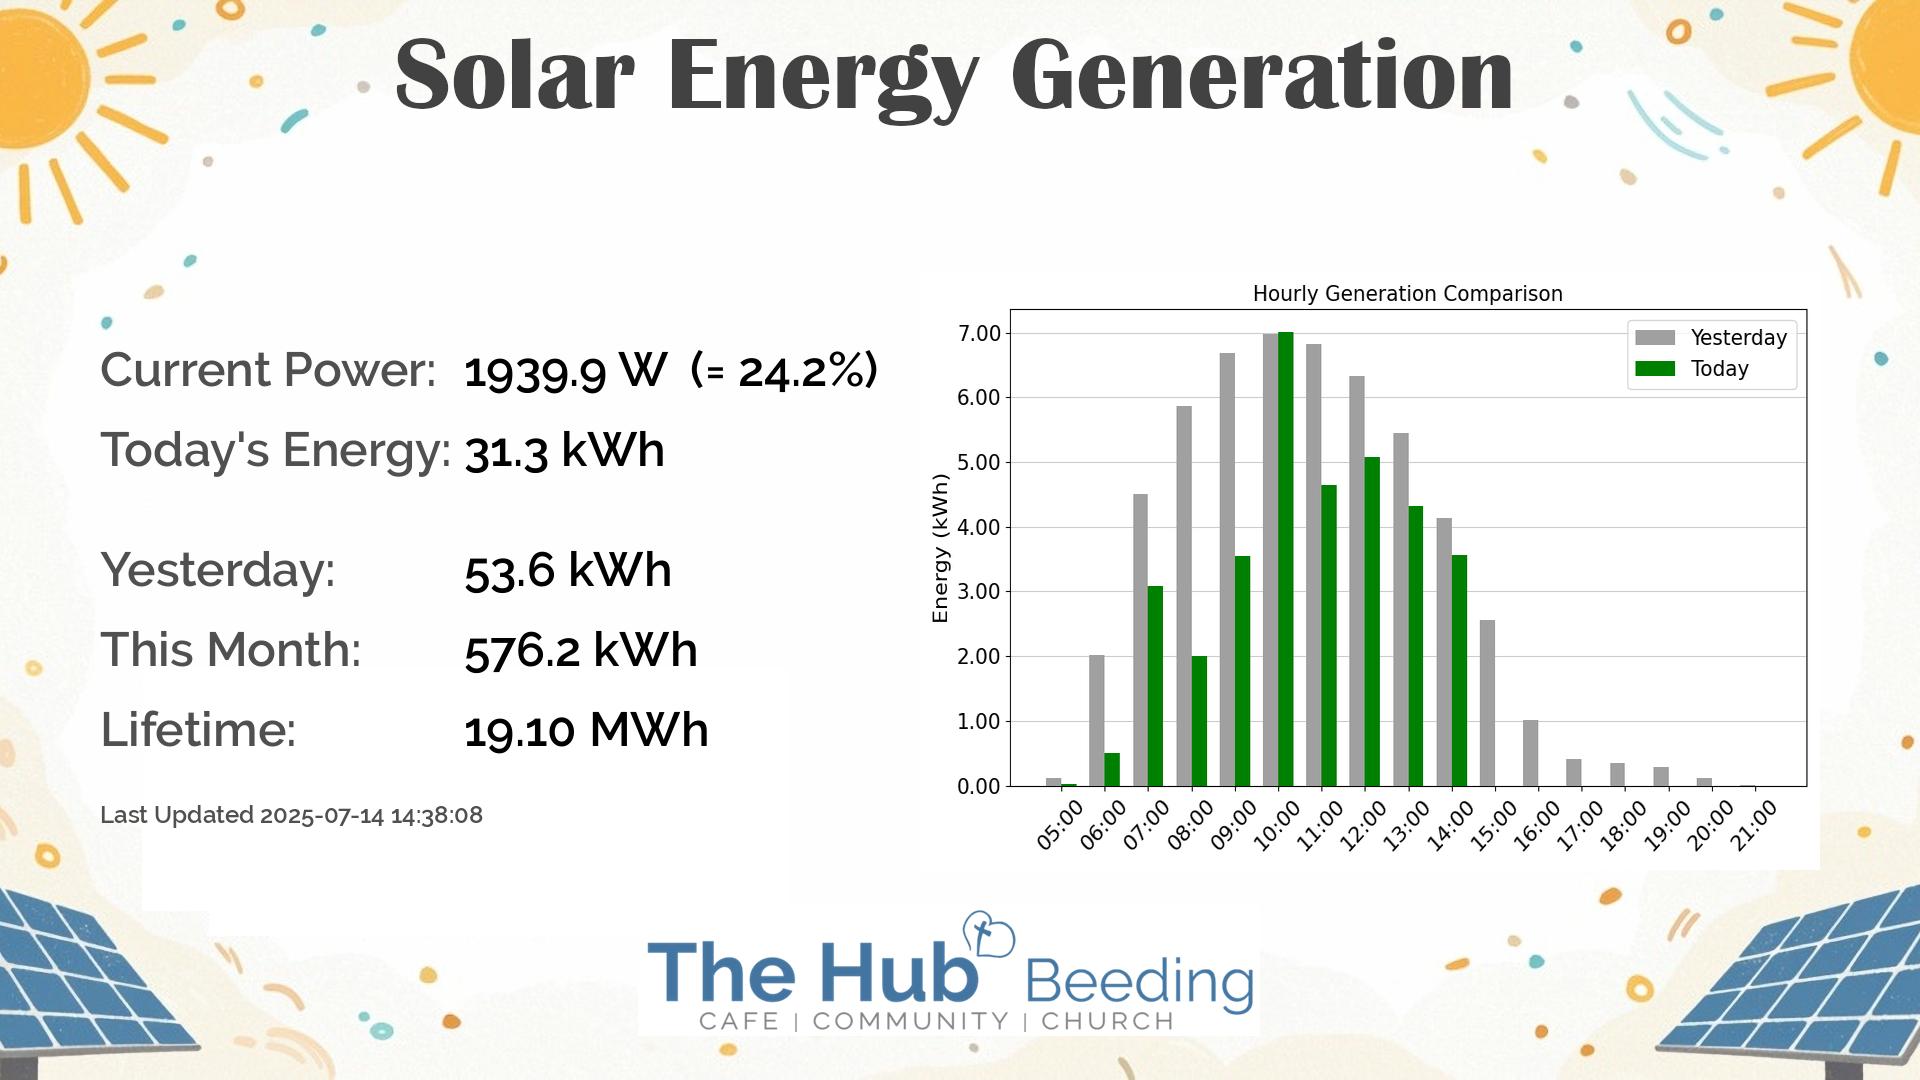 Solar Energy Generation
Current Power: 1939.9 W (= 24.2%)
Today's Energy: 31.3 kWh
Yesterday: 53.6 kWh
This Month: 576.2 kWh
Lifetime: 19.10 MWh
Last Updated 2025-07-14 14:38:08
Hourly Generation Comparison
Yesterday
Today
Energy (kWh)
7.00
6.00
5.00
4.00
3.00
2.00
1.00
0.00
05:00 06:00 07:00 08:00 09:00 10:00 11:00 12:00 13:00 14:00 15:00 16:00 17:00 18:00 19:00 20:00 21:00
The Hub Beeding
CAFE | COMMUNITY | CHURCH